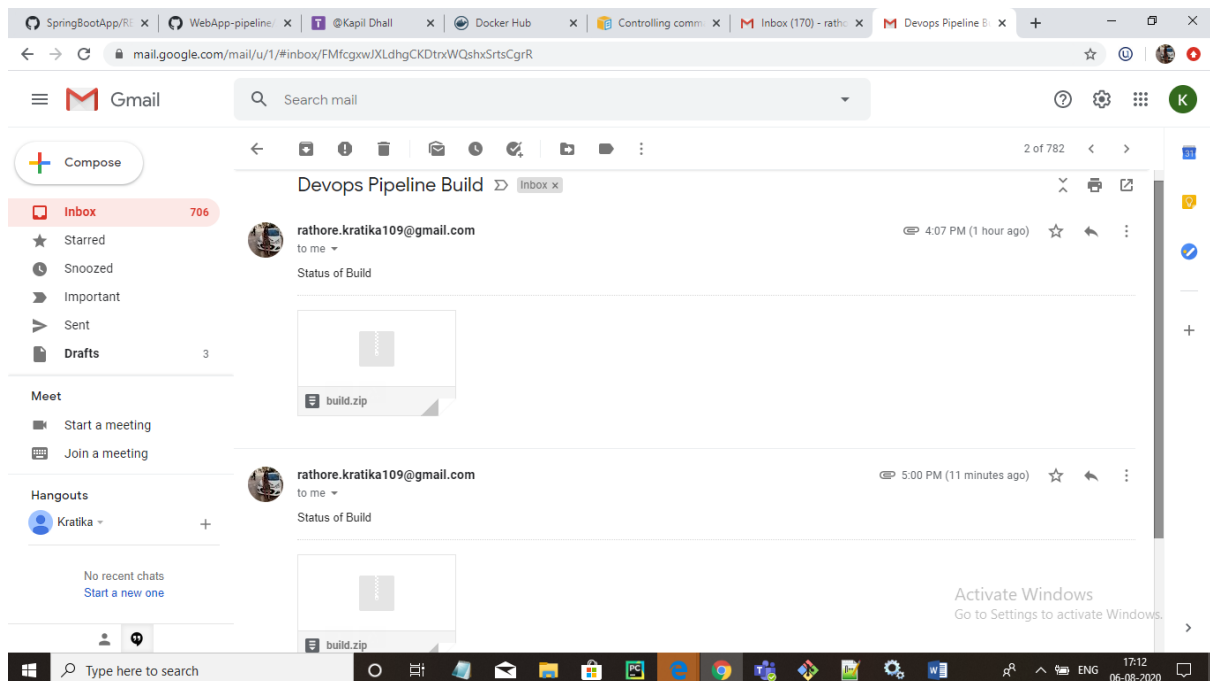 SpringBootApp/RE
WebApp-pipeline/
@Kapil Dhall
Docker Hub
Controlling comm
Inbox (170) - ratho
Devops Pipeline B
mail.google.com/mail/u/1/#inbox/FMfcgxwJXLdhgCKDtrxWQshxSrtsCgrR
Gmail
Search mail
K
Compose
2 of 782
31
Devops Pipeline Build
Inbox x
Inbox 706
Starred
Snoozed
Important
Sent
Drafts 3
Meet
Start a meeting
Join a meeting
Hangouts
Kratika
No recent chats
Start a new one
rathore.kratika109@gmail.com
4:07 PM (1 hour ago)
to me
Status of Build
build.zip
rathore.kratika109@gmail.com
5:00 PM (11 minutes ago)
to me
Status of Build
build.zip
Activate Windows
Go to Settings to activate Windows.
Type here to search
ENG
17:12
06-08-2020